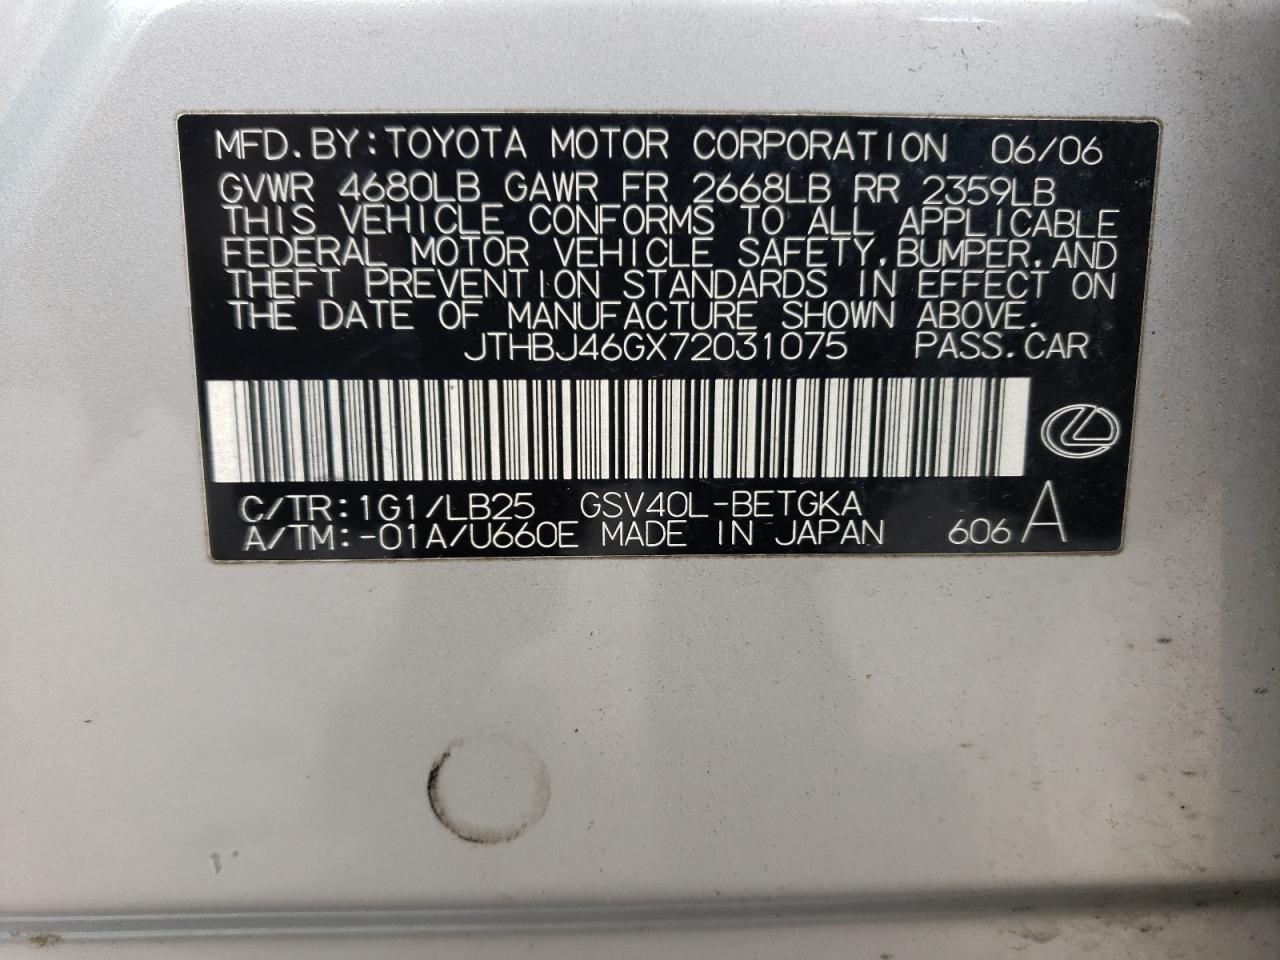 MFD.BY:TOYOTA MOTOR CORPORATION 06/06
GVWR 4680LB GAWR FR 2668LB RR 2359LB
THIS VEHICLE CONFORMS TO ALL APPLICABLE
FEDERAL MOTOR VEHICLE SAFETY,BUMPER,AND
THEFT PREVENTION STANDARDS IN EFFECT ON
THE DATE OF MANUFACTURE SHOWN ABOVE.
JTHBJ46GX72031075 PASS.CAR
C/TR:1G1/LB25 GSV40L-BETGKA
A/TM:-01A/U660E MADE IN JAPAN 606 A